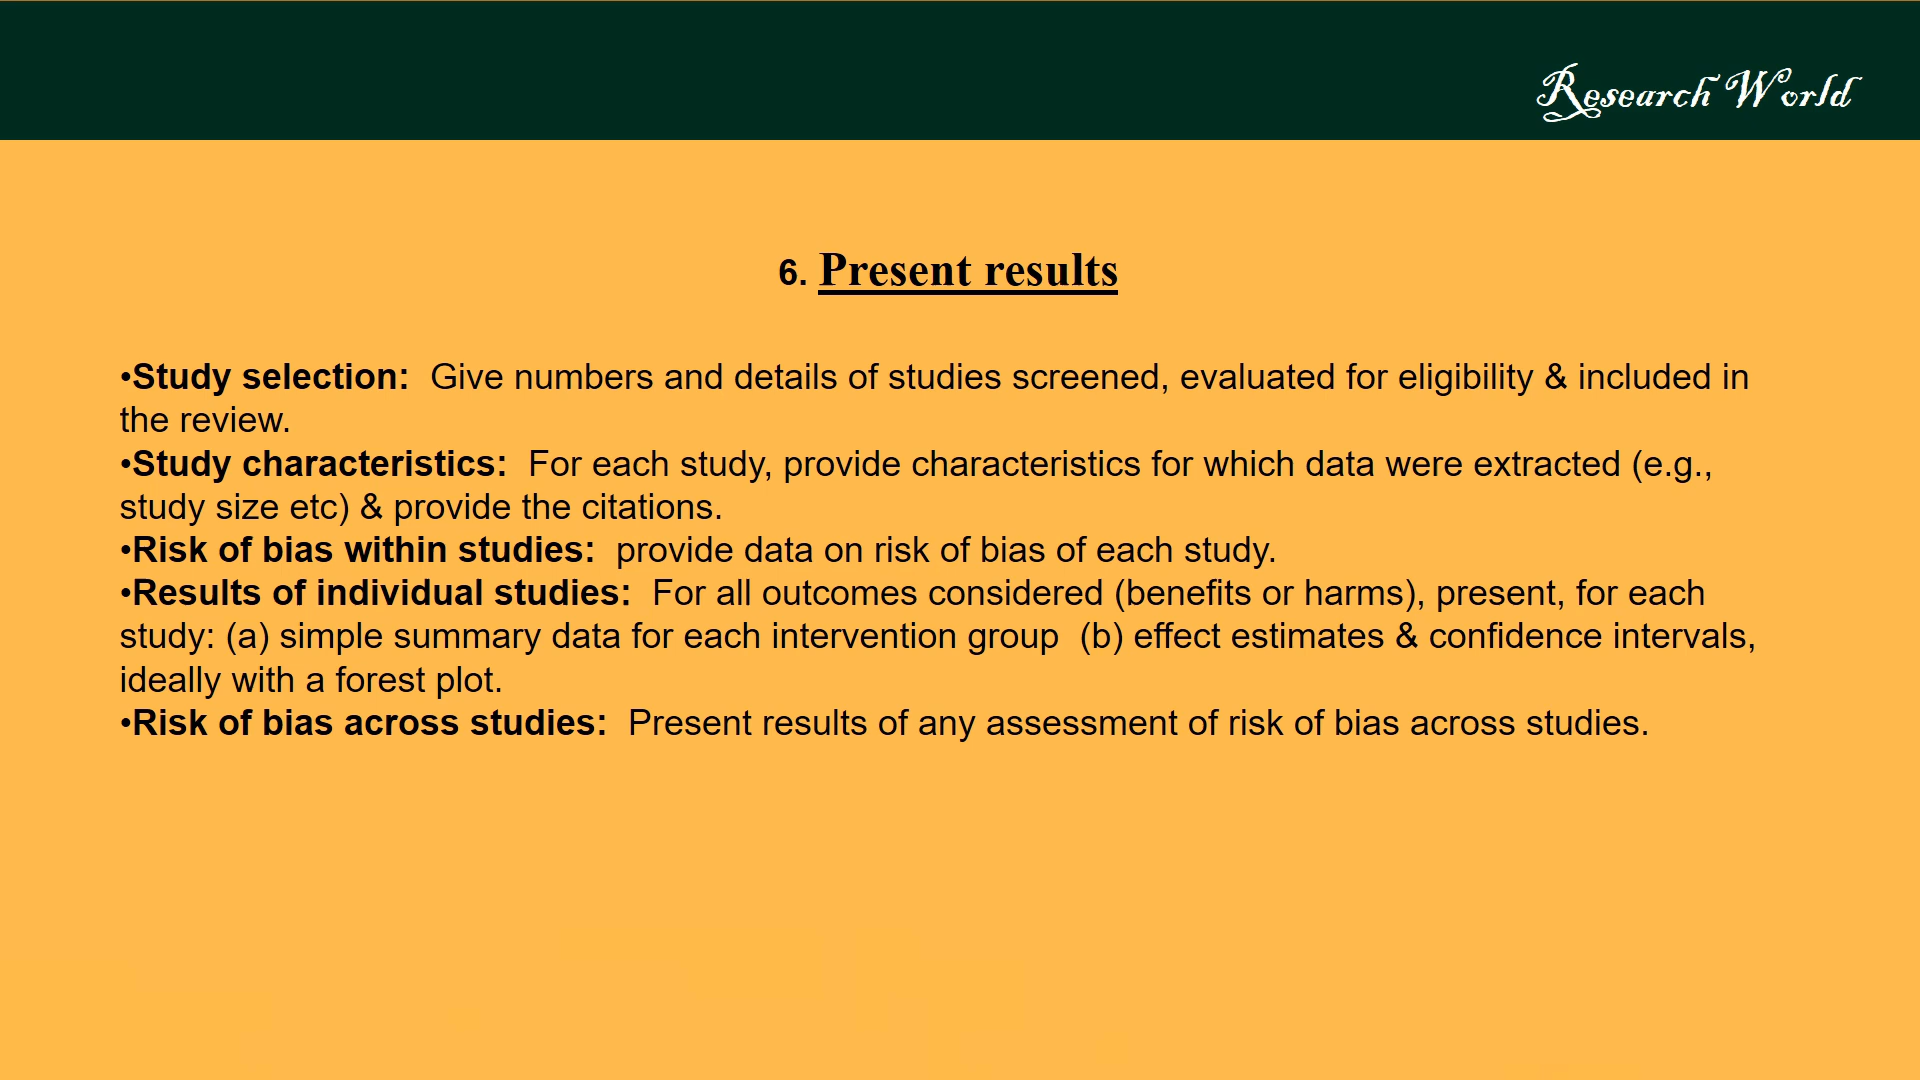 Research World
6. Present results
•Study selection:  Give numbers and details of studies screened, evaluated for eligibility & included in
the review.
•Study characteristics:  For each study, provide characteristics for which data were extracted (e.g.,
study size etc) & provide the citations.
•Risk of bias within studies:  provide data on risk of bias of each study.
•Results of individual studies:  For all outcomes considered (benefits or harms), present, for each
study: (a) simple summary data for each intervention group  (b) effect estimates & confidence intervals,
ideally with a forest plot.
•Risk of bias across studies:  Present results of any assessment of risk of bias across studies.